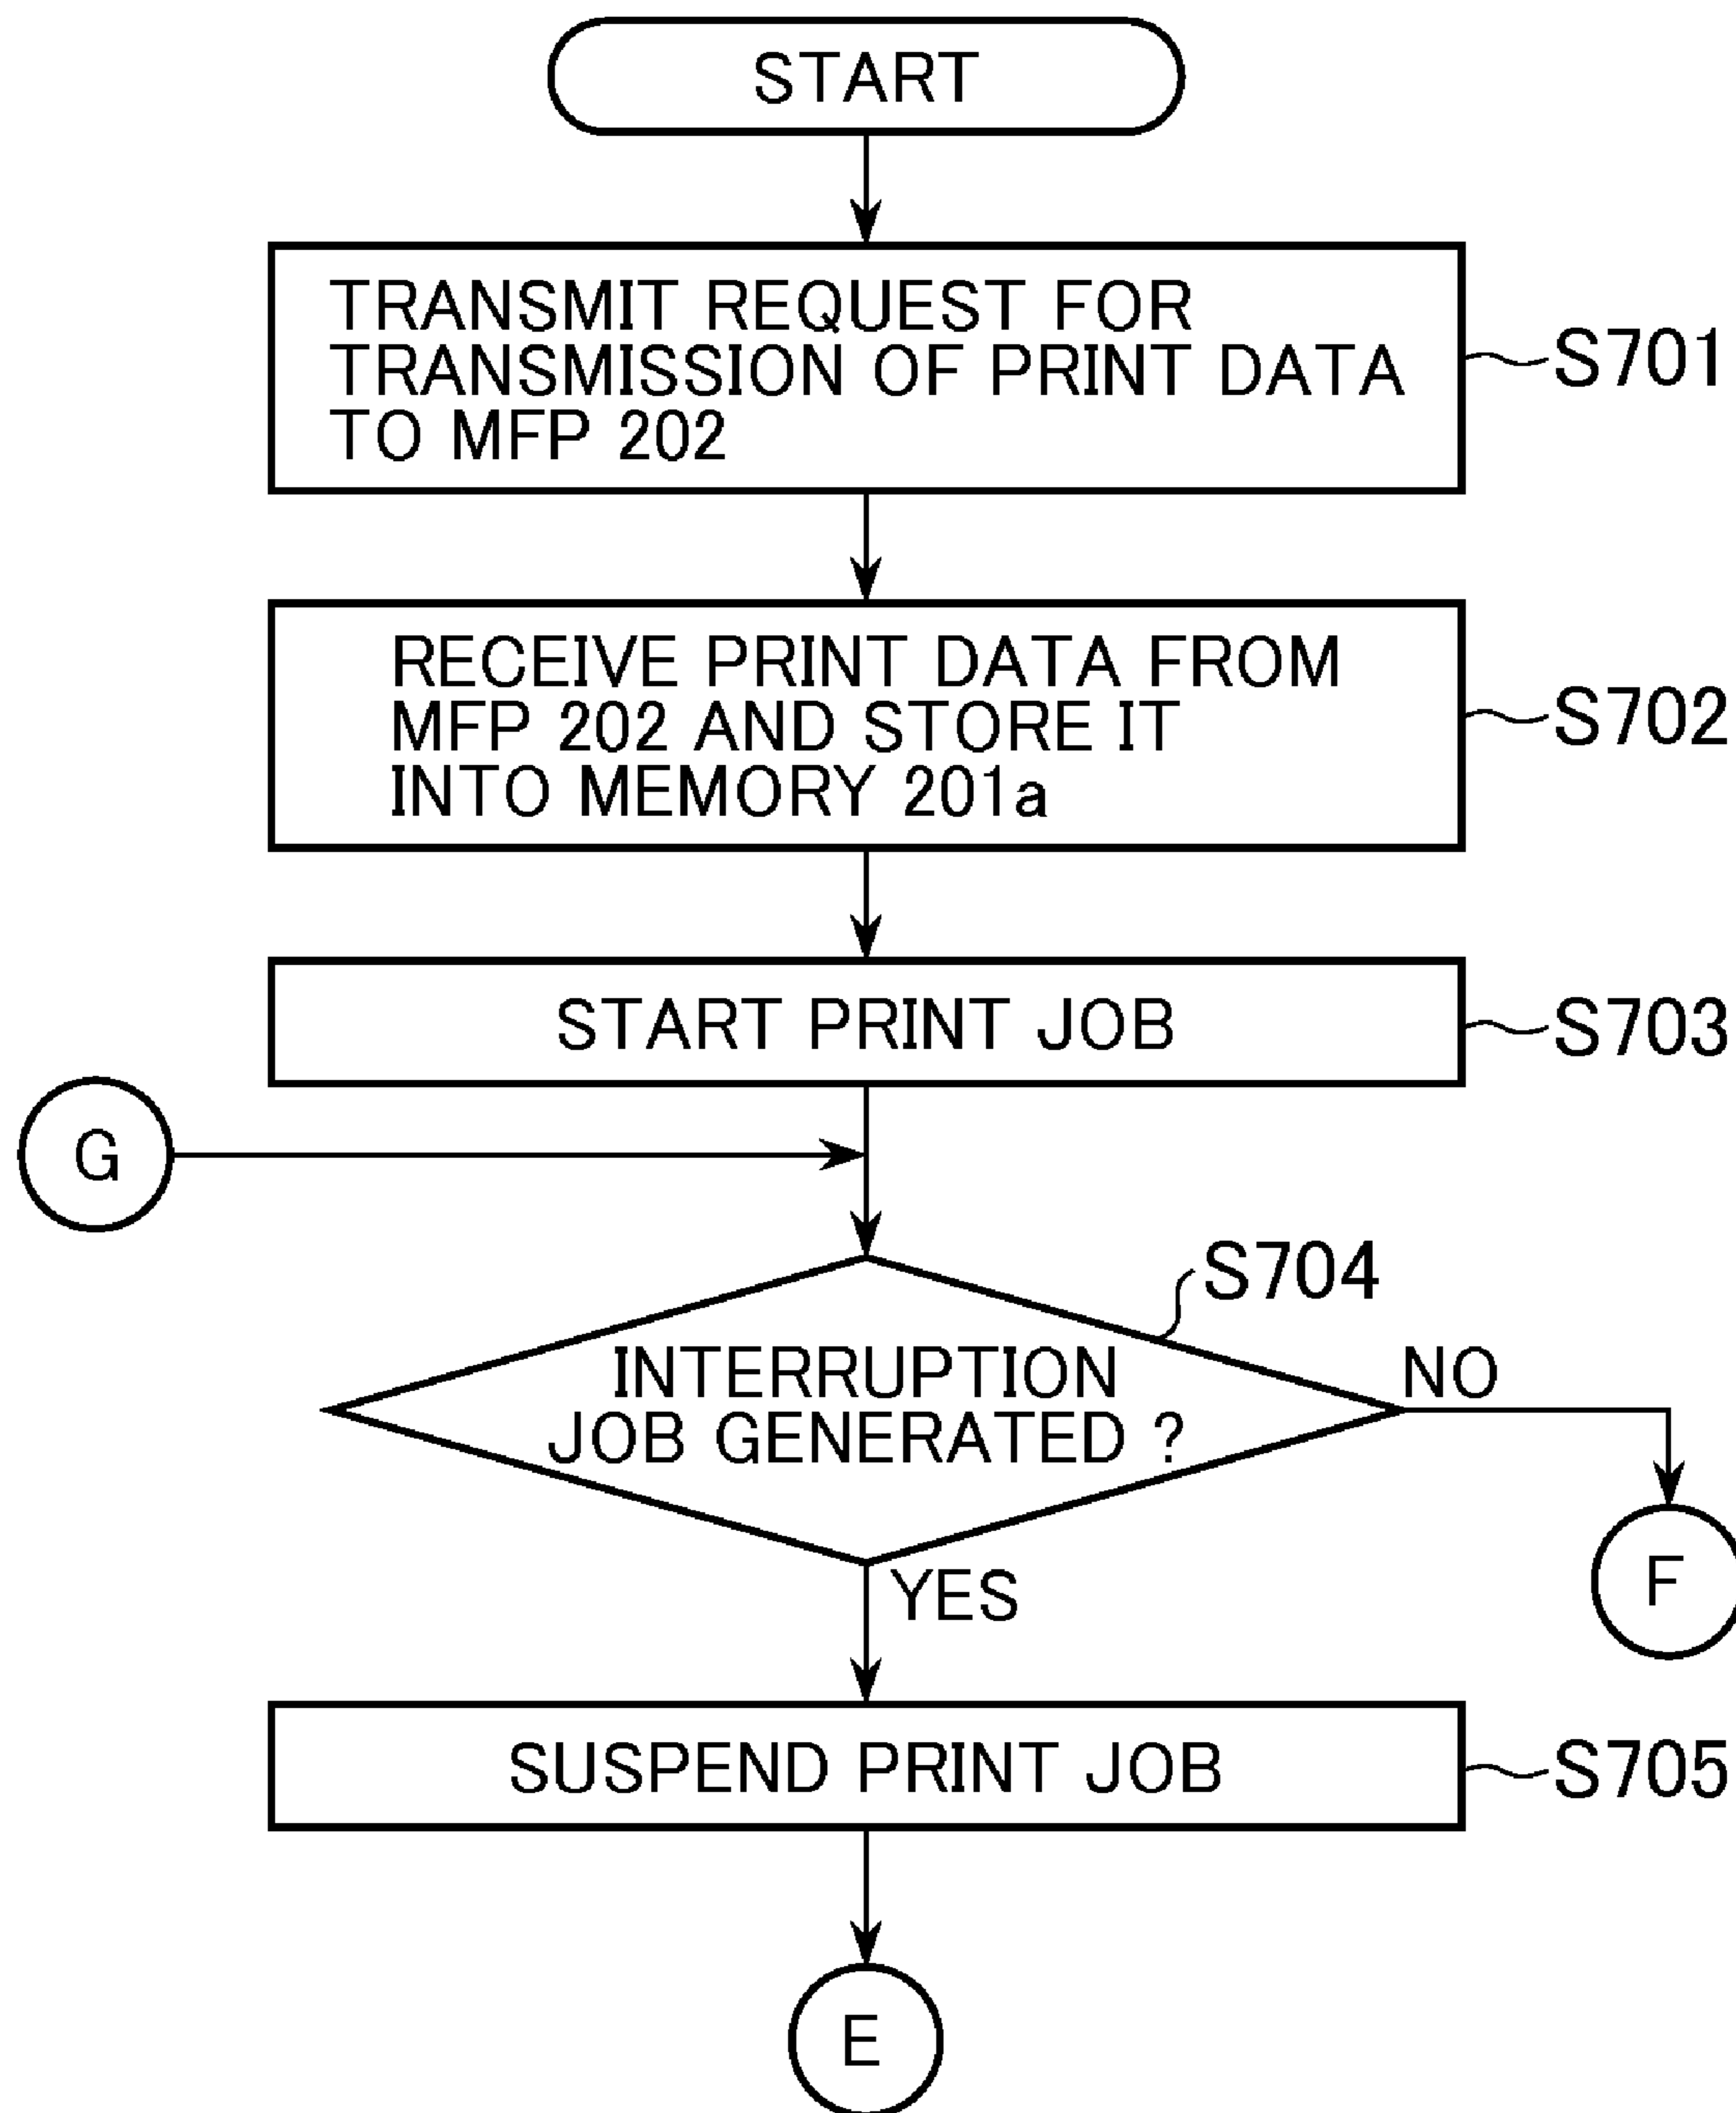 START
TRANSMIT REQUEST FOR
TRANSMISSION OF PRINT DATA
TO MFP 202
S701
RECEIVE PRINT DATA FROM
MFP 202 AND STORE IT
INTO MEMORY 201a
S702
START PRINT JOB
S703
G
S704
INTERRUPTION
JOB GENERATED ?
NO
YES
F
SUSPEND PRINT JOB
S705
E